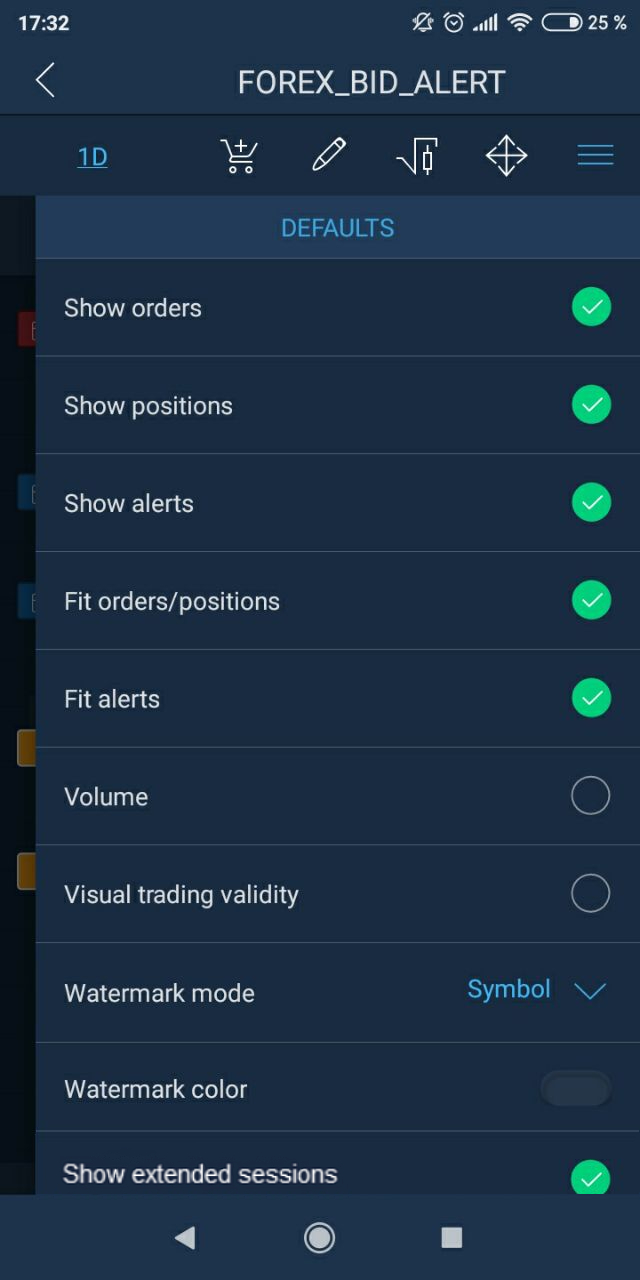 17:32
25 %
FOREX_BID_ALERT
1D
DEFAULTS
Show orders
Show positions
Show alerts
Fit orders/positions
Fit alerts
Volume
Visual trading validity
Watermark mode
Symbol
Watermark color
Show extended sessions